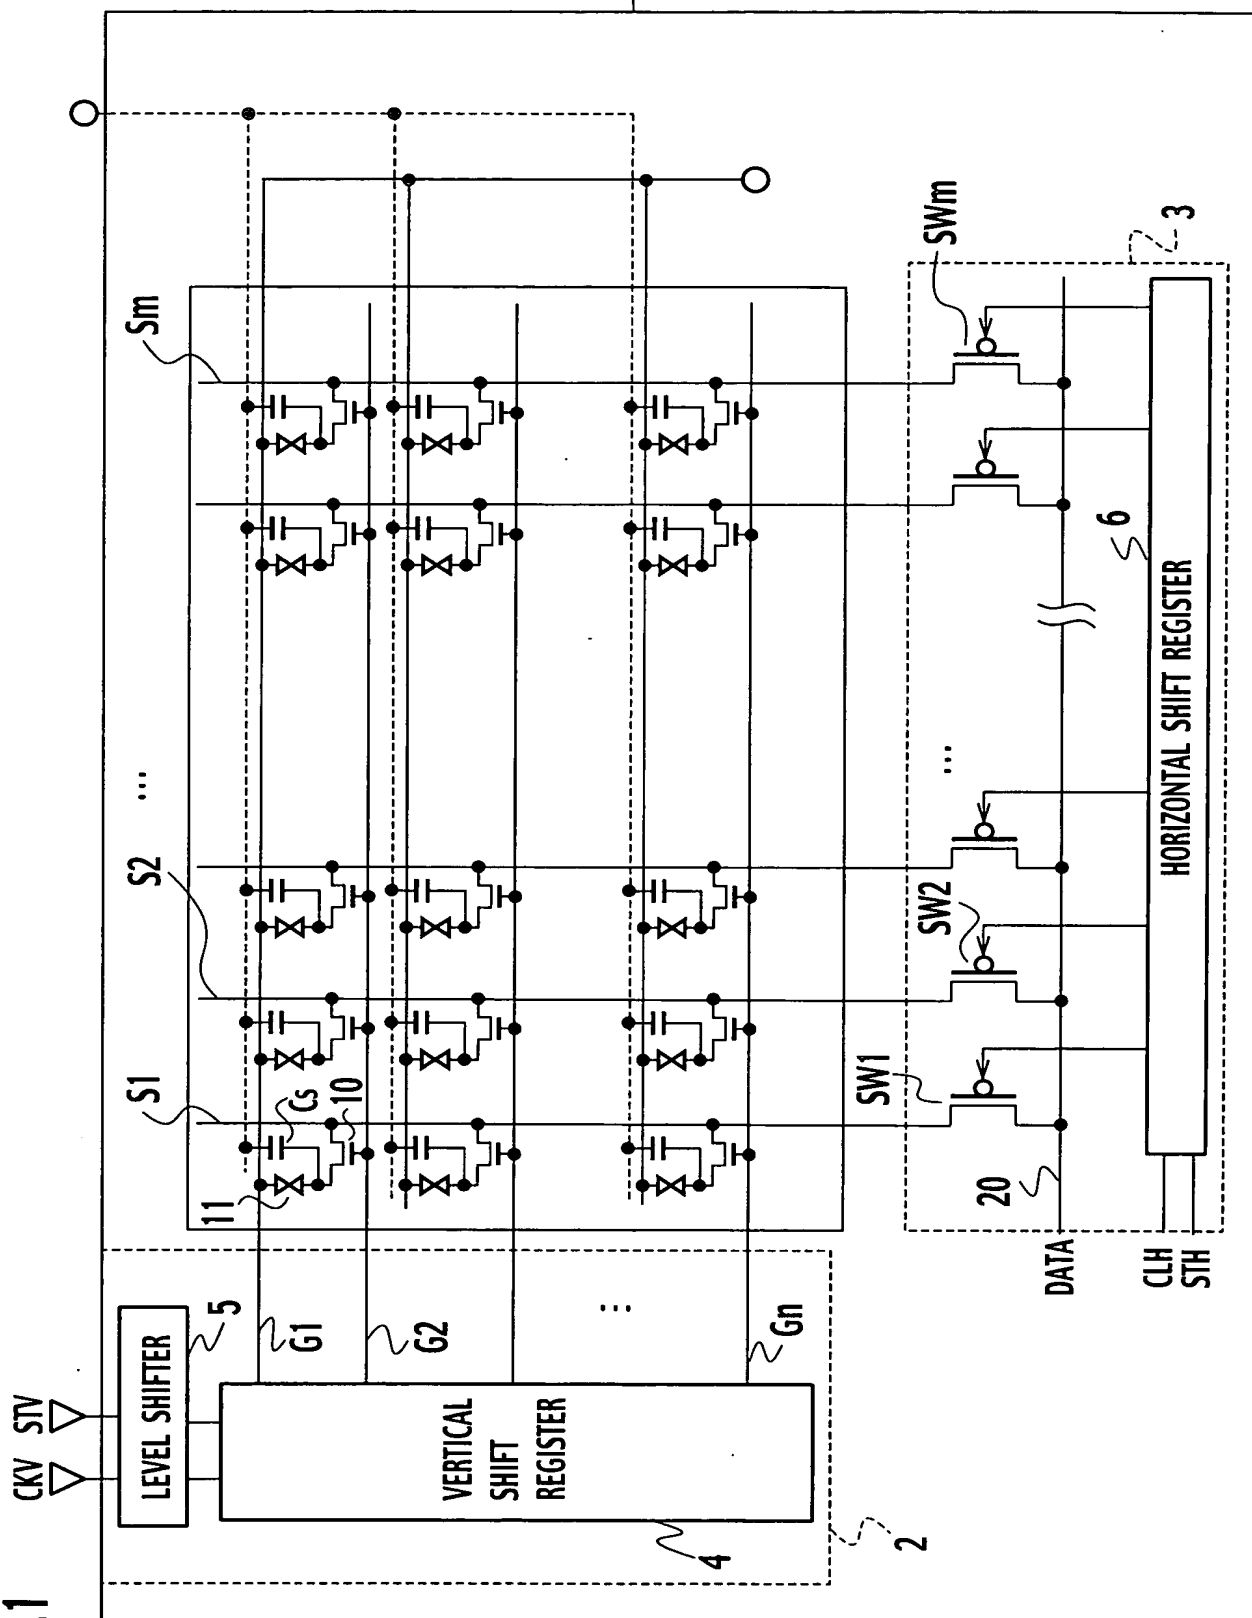 .1
CKV
STV
LEVEL SHIFTER
5
VERTICAL
SHIFT
REGISTER
4
2
G1
G2
...
Gn
S1
S2
...
Sm
11
Cs
10
SW1
SW2
...
SWm
3
20
DATA
CLH
STH
HORIZONTAL SHIFT REGISTER
6